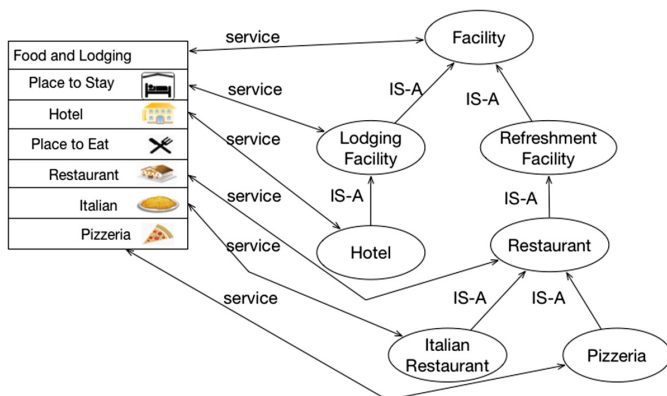 Food and Lodging
Place to Stay
Hotel
Place to Eat
Restaurant
Italian
Pizzeria
service
service
service
service
service
service
Facility
IS-A
IS-A
Lodging
Facility
Refreshment
Facility
IS-A
IS-A
Hotel
Restaurant
IS-A
IS-A
Italian
Restaurant
Pizzeria